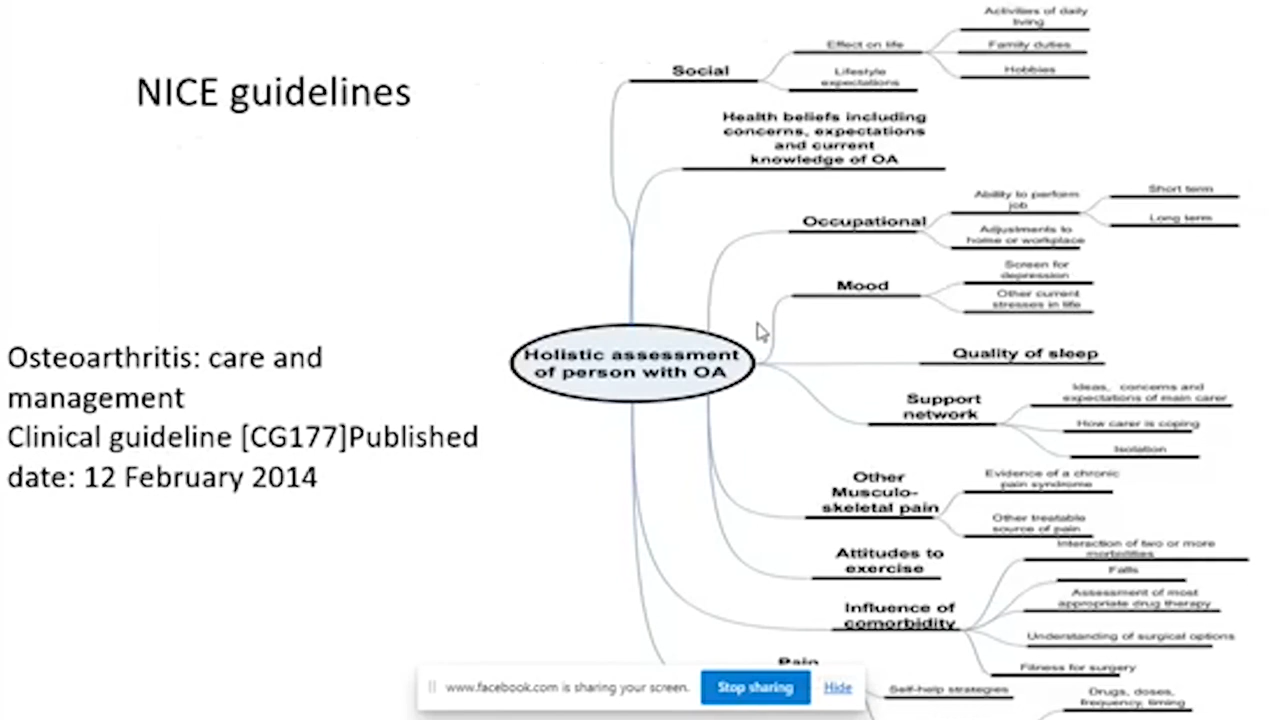 NICE guidelines
Osteoarthritis: care and
management
Clinical guideline [CG177]Published
date: 12 February 2014
Holistic assessment
of person with OA
Social
Effect on life
Activities of daily
living
Family duties
Hobbies
Lifestyle
expectations
Health beliefs including
concerns, expectations
and current
knowledge of OA
Occupational
Ability to perform
job
Short term
Long term
Adjustments to
home or workplace
Mood
Screen for
depression
Other current
stresses in life
Quality of sleep
Support
network
Ideas, concerns and
expectations of main carer
How carer is coping
Isolation
Other
Musculo-
skeletal pain
Evidence of a chronic
pain syndrome
Other treatable
source of pain
Attitudes to
exercise
Influence of
comorbidity
Interaction of two or more
morbidities
Falls
Assessment of most
appropriate drug therapy
Understanding of surgical options
Fitness for surgery
Pain
Self-help strategies
Drugs, doses,
frequency, timing
www.facebook.com is sharing your screen.
Stop sharing
Hide